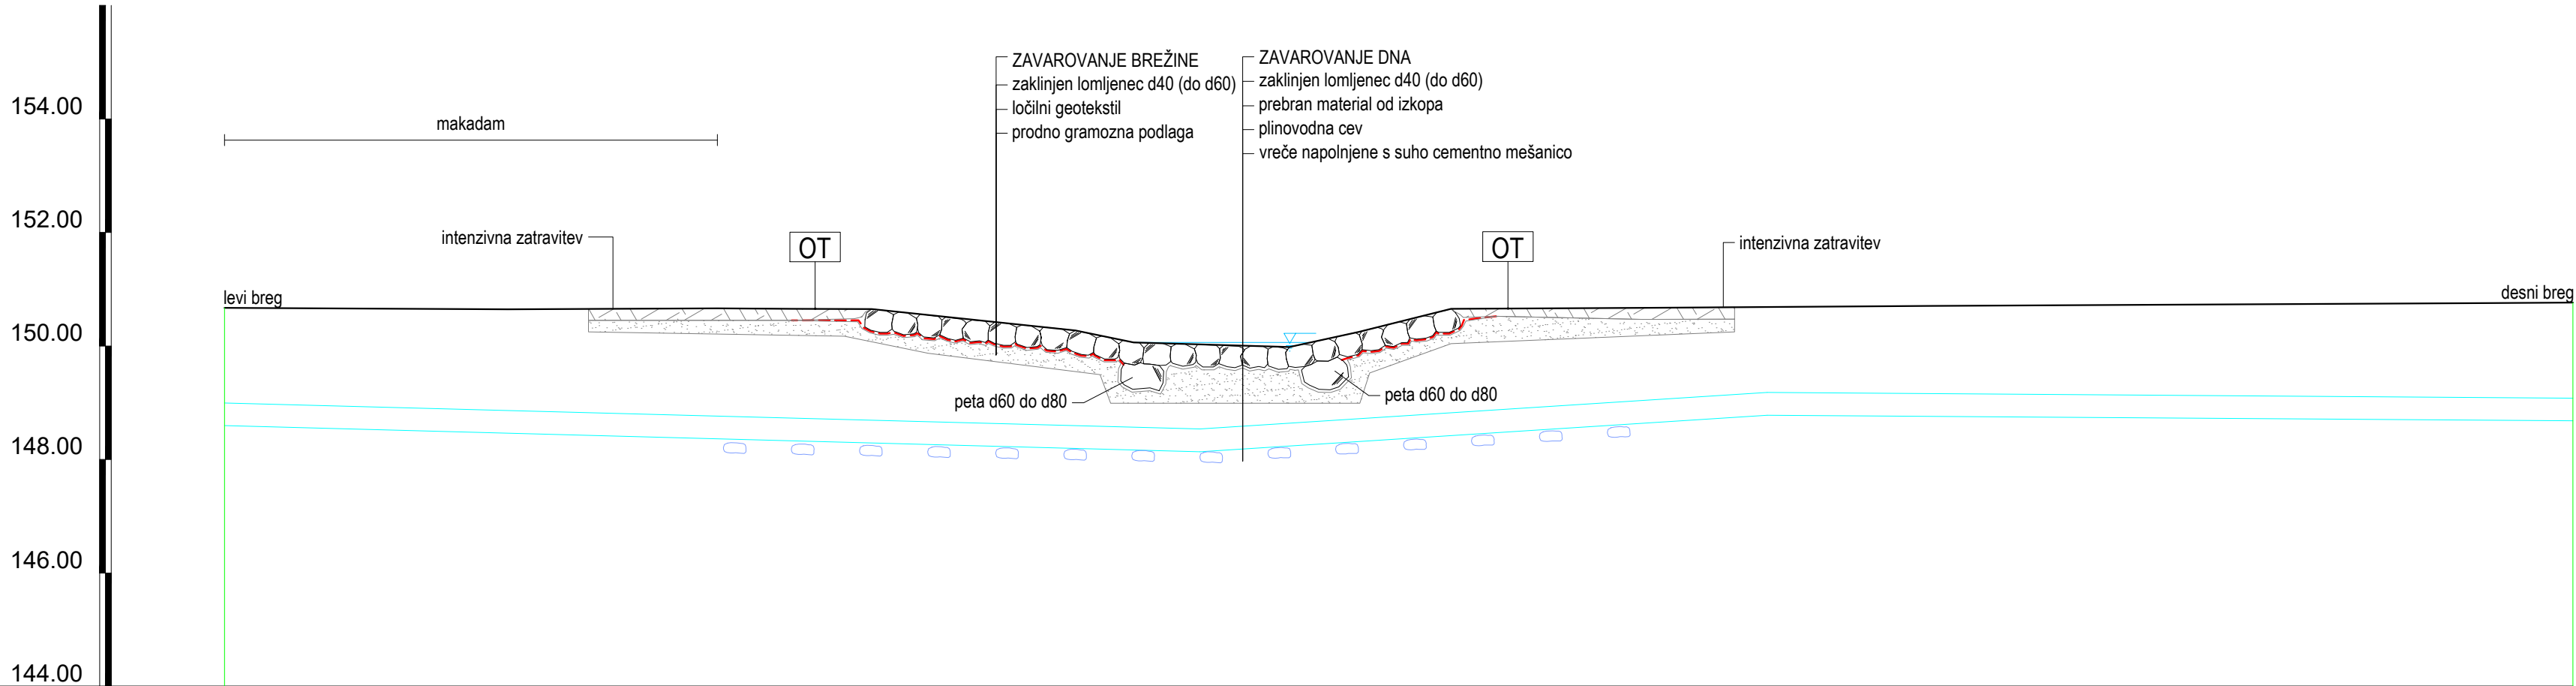 ZAVAROVANJE BREŽINE
zaklinjen lomljenec d40 (do d60)
ločilni geotekstil
prodno gramozna podlaga
ZAVAROVANJE DNA
zaklinjen lomljenec d40 (do d60)
prebran material od izkopa
plinovodna cev
vreče napolnjene s suho cementno mešanico
154.00
makadam
152.00
intenzivna zatravitev
OT
OT
intenzivna zatravitev
levi breg
desni breg
150.00
peta d60 do d80
peta d60 do d80
148.00
146.00
144.00